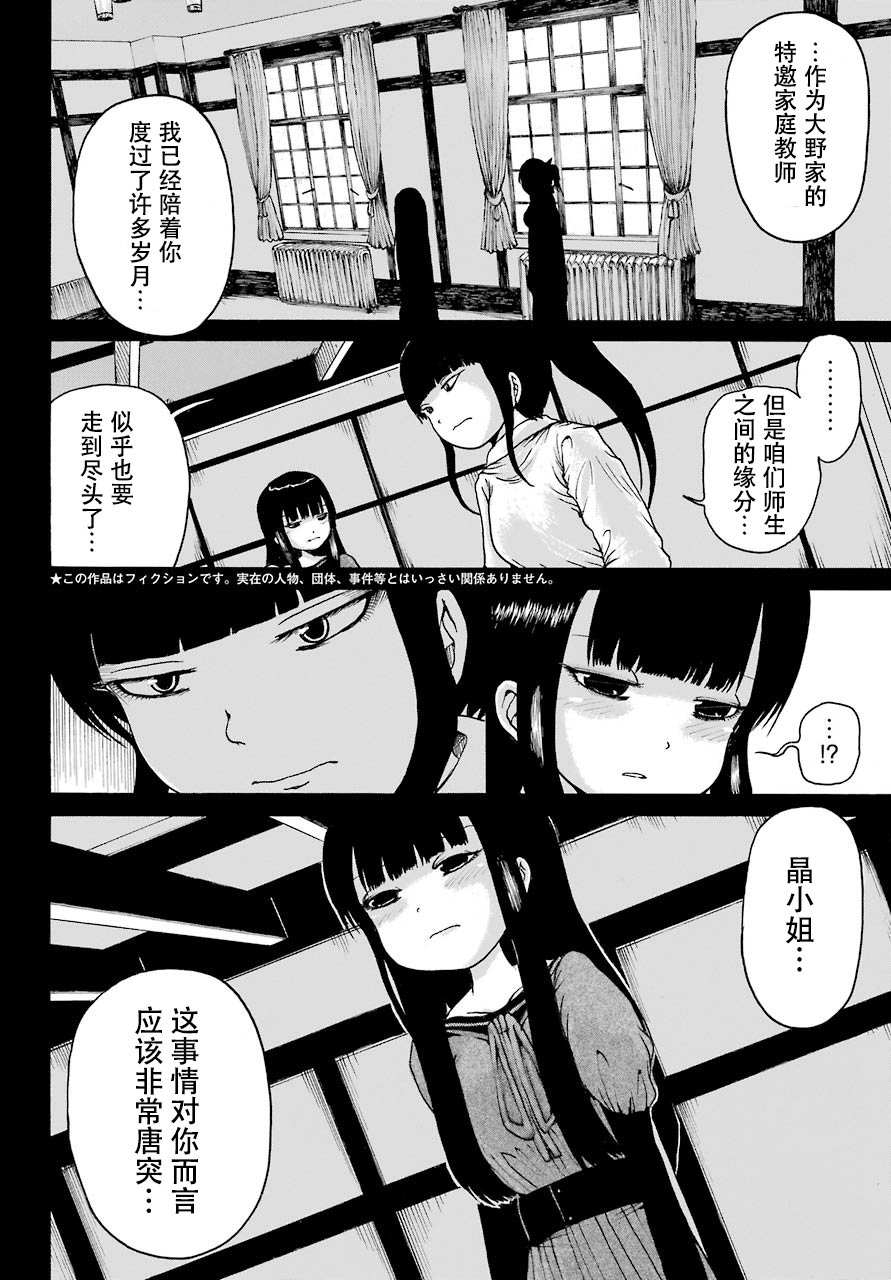 …作为大野家的
特邀家庭教师
我已经陪着你
度过了许多岁月…
………
但是咱们师生
之间的缘分…
似乎也要
走到尽头了…
★この作品はフィクションです。実在の人物、団体、事件等とはいっさい関係ありません。
…!?
晶小姐…
这事情对你而言
应该非常唐突…